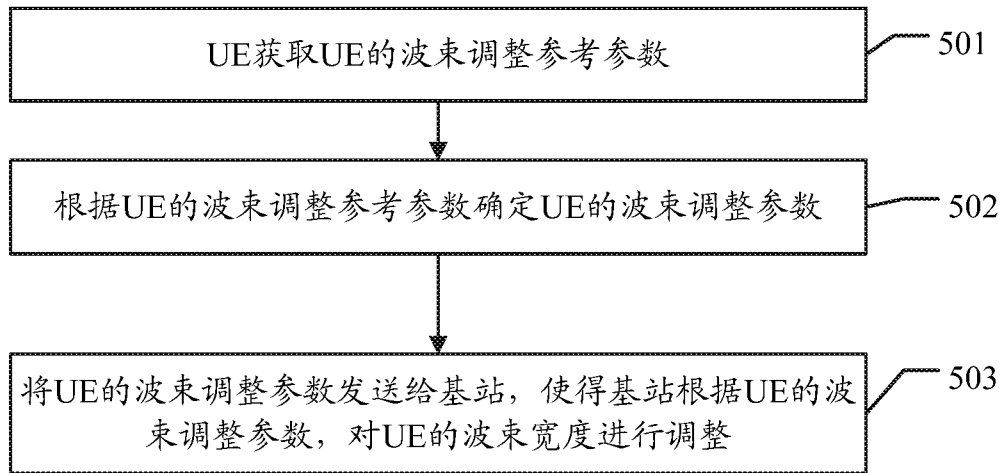 UE获取UE的波束调整参考参数
501
根据UE的波束调整参考参数确定UE的波束调整参数
502
将UE的波束调整参数发送给基站，使得基站根据UE的波
束调整参数，对UE的波束宽度进行调整
503